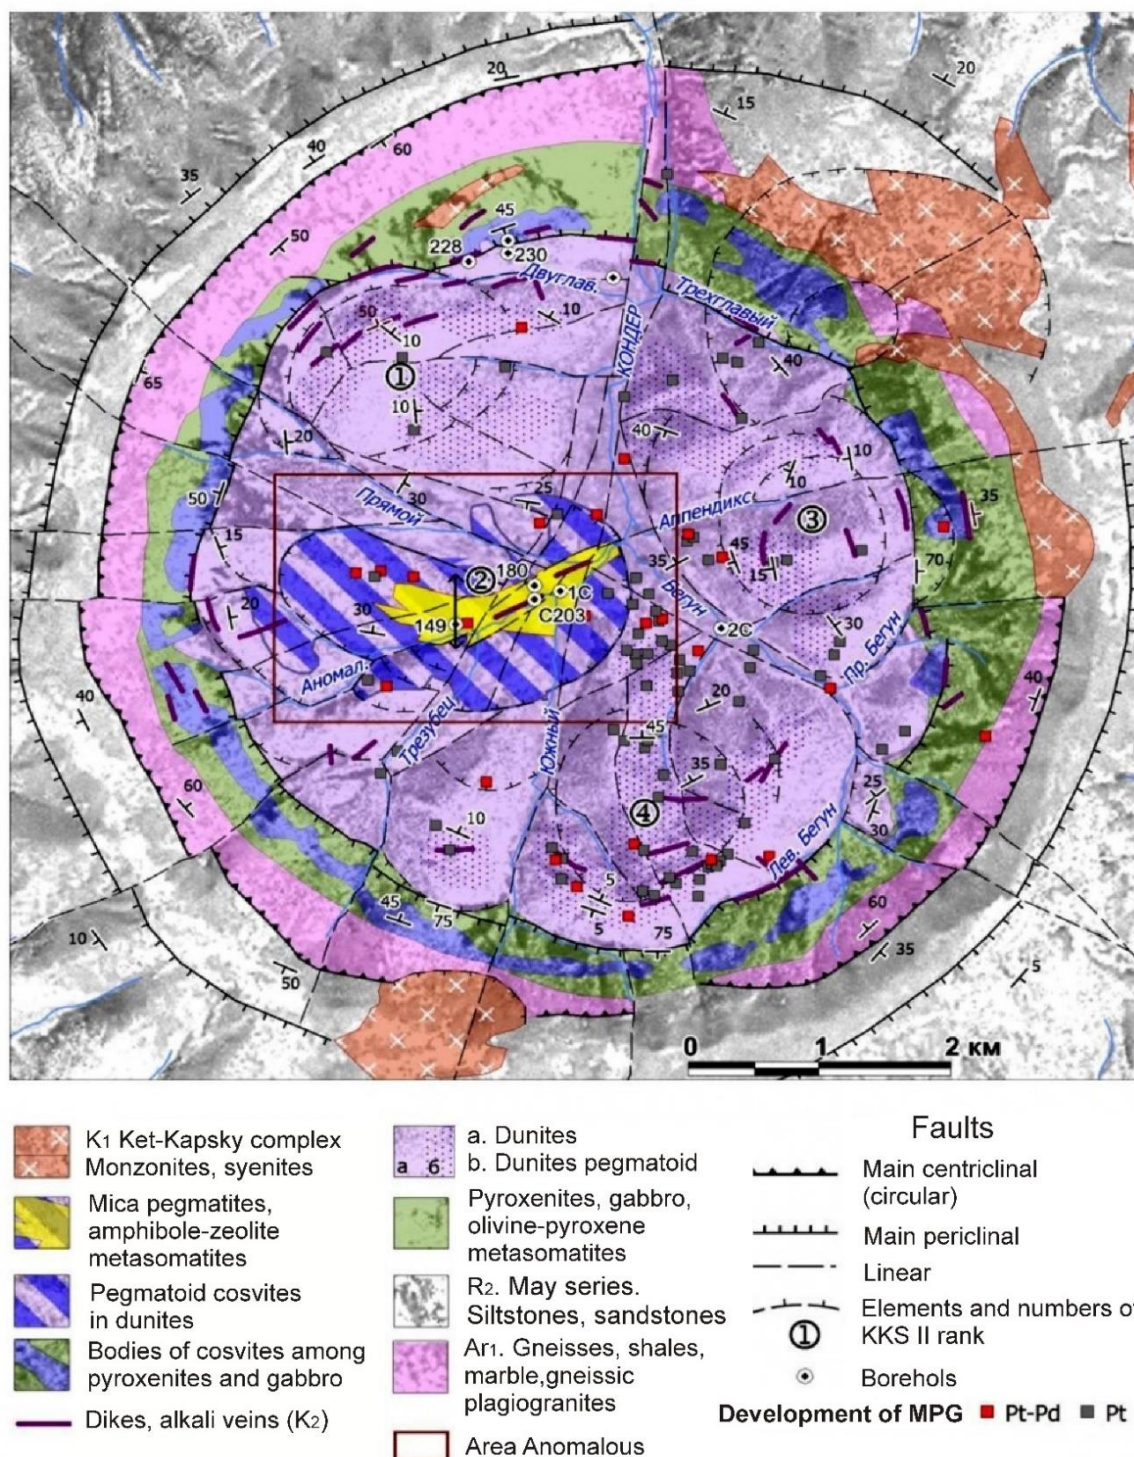 20
20
15
40
60
35
50
45
228
230
Двуглав.
Трехглавый
КОНДЕР
50
10
10
40
65
①
10
40
20
10
10
50
30
25
Прямой
Аппендикс
③
35
15
35
45
15
70
②
180
1С
Бегун
20
30
149
С203
2С
30
Аномал.
Пр. Бегун
40
40
Трезубец
Южный
20
45
35
25
④
30
60
10
Лев. Бегун
5
45
75
5
75
60
35
10
50
5
0 1 2 км
K1 Ket-Kapsky complex
Monzonites, syenites
Mica pegmatites,
amphibole-zeolite
metasomatites
Pegmatoid cosvites
in dunites
Bodies of cosvites among
pyroxenites and gabbro
Dikes, alkali veins (K2)
а б
a. Dunites
b. Dunites pegmatoid
Pyroxenites, gabbro,
olivine-pyroxene
metasomatites
R2. May series.
Siltstones, sandstones
Ar1. Gneisses, shales,
marble,gneissic
plagiogranites
Area Anomalous
Faults
Main centriclinal
(circular)
Main periclinal
Linear
Elements and numbers of
① KKS II rank
Borehols
Development of MPG Pt-Pd Pt